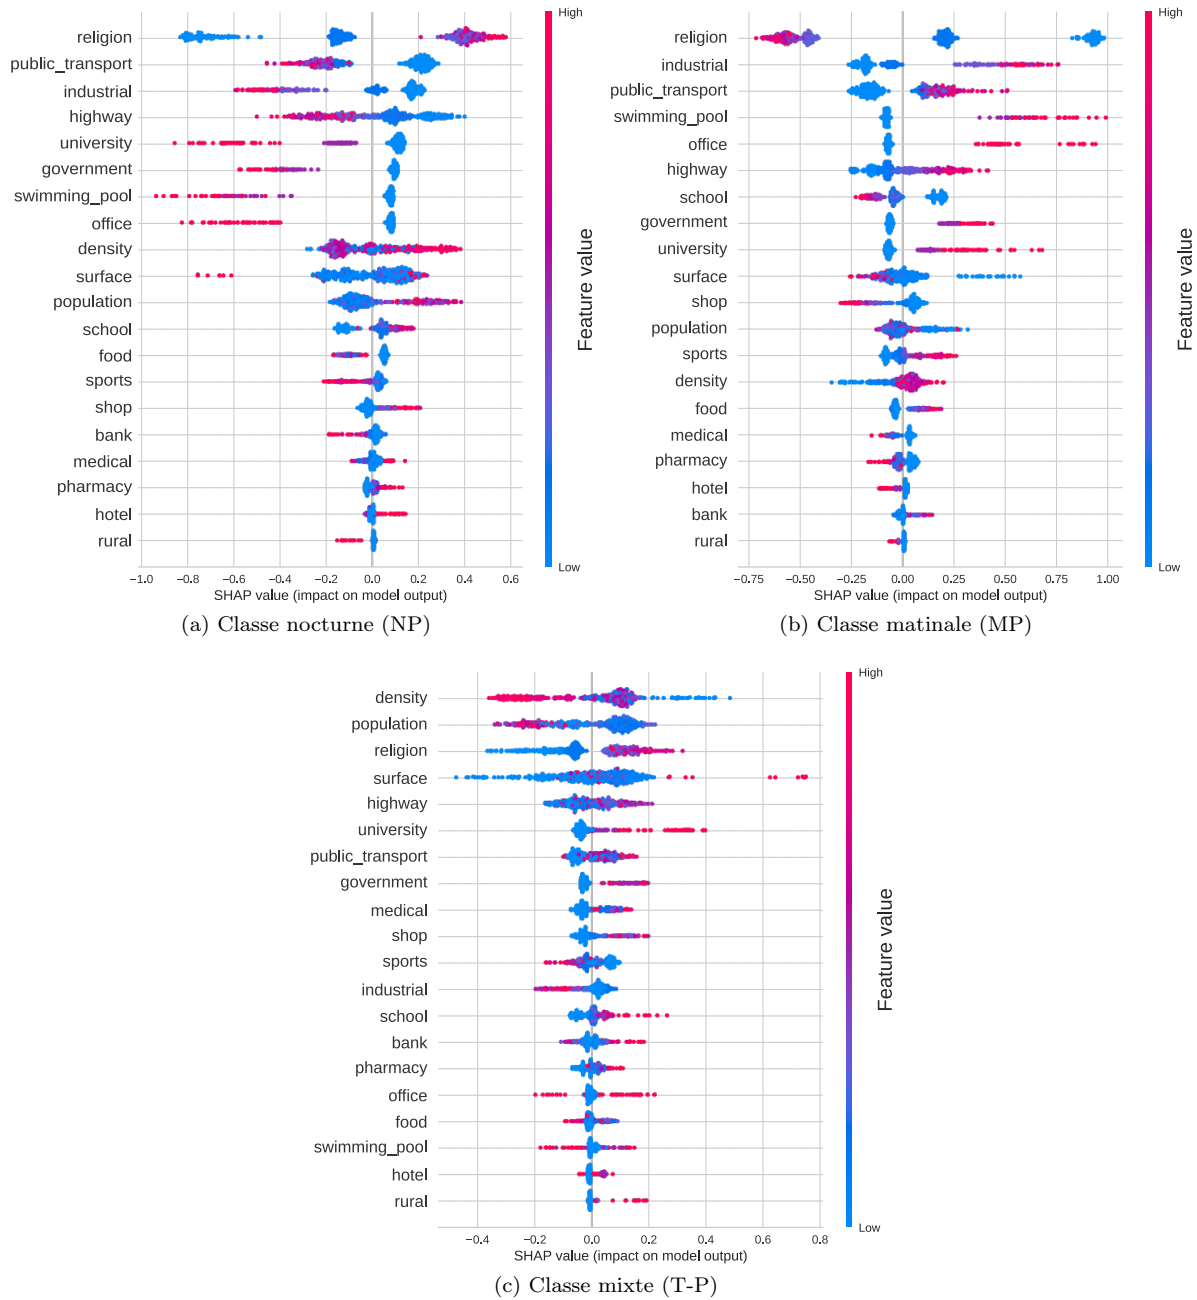 High
religion
public_transport
industrial
highway
university
government
swimming_pool
office
density
surface
population
school
food
sports
shop
bank
medical
pharmacy
hotel
rural
Feature value
Low
−1.0 −0.8 −0.6 −0.4 −0.2 0.0 0.2 0.4 0.6
SHAP value (impact on model output)
(a) Classe nocturne (NP)
High
religion
industrial
public_transport
swimming_pool
office
highway
school
government
university
surface
shop
population
sports
density
food
medical
pharmacy
hotel
bank
rural
Feature value
Low
−0.75 −0.50 −0.25 0.00 0.25 0.50 0.75 1.00
SHAP value (impact on model output)
(b) Classe matinale (MP)
High
density
population
religion
surface
highway
university
public_transport
government
medical
shop
sports
industrial
school
bank
pharmacy
office
food
swimming_pool
hotel
rural
Feature value
Low
−0.4 −0.2 0.0 0.2 0.4 0.6 0.8
SHAP value (impact on model output)
(c) Classe mixte (T-P)